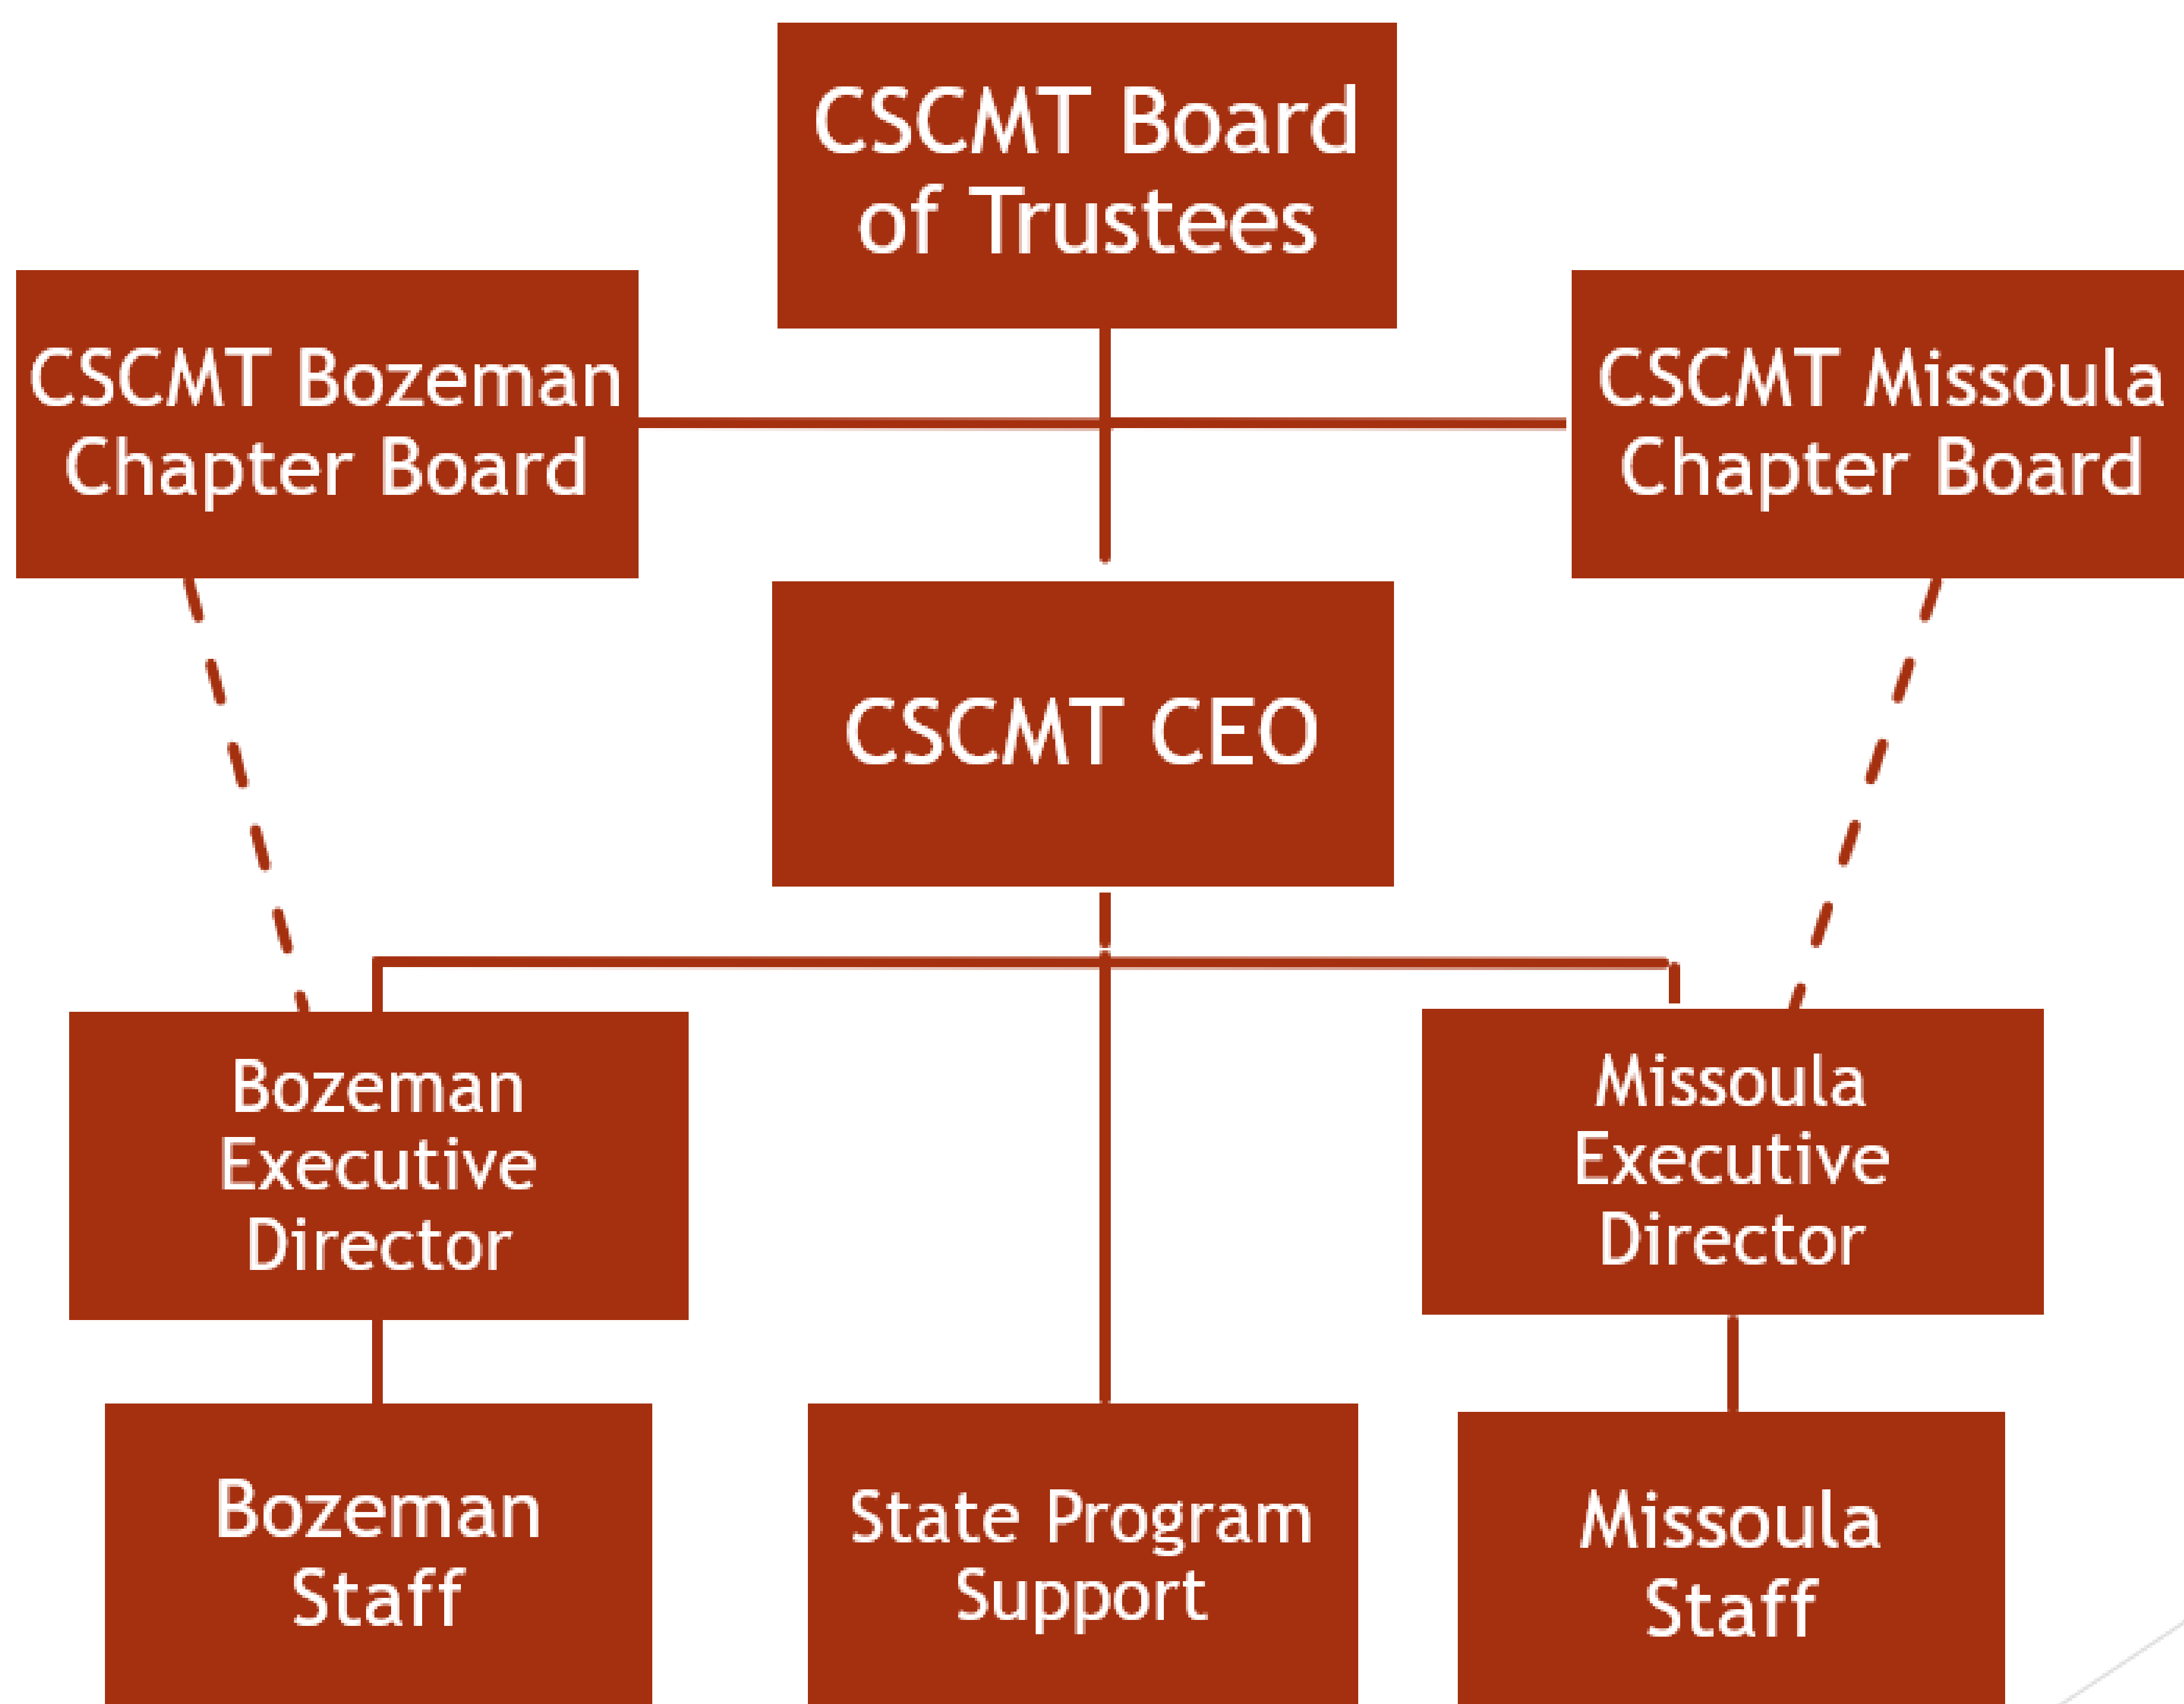 CSCMT Board
of Trustees
CSCMT Bozeman
Chapter Board
CSCMT Missoula
Chapter Board
CSCMT CEO
Bozeman
Executive
Director
Missoula
Executive
Director
Bozeman
Staff
State Program
Support
Missoula
Staff